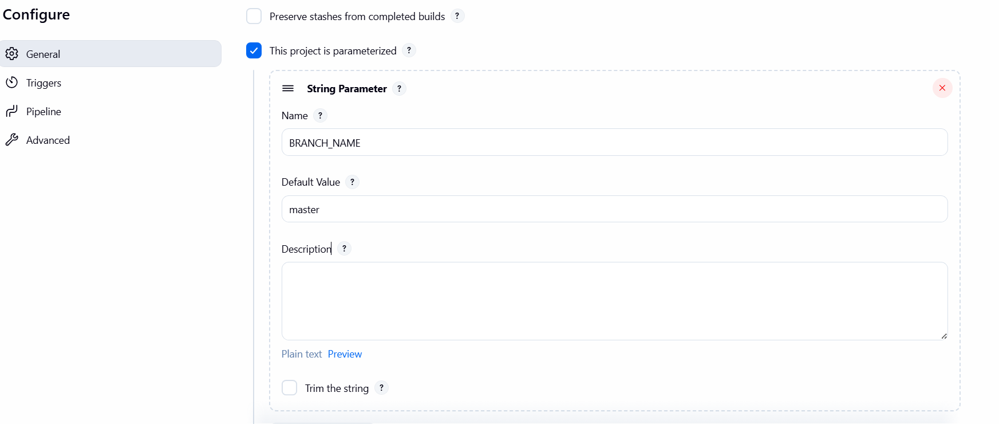 Configure
General
Triggers
Pipeline
Advanced
Preserve stashes from completed builds ?
This project is parameterized ?
String Parameter ?
Name ?
BRANCH_NAME
Default Value ?
master
Description ?
Plain text Preview
Trim the string ?